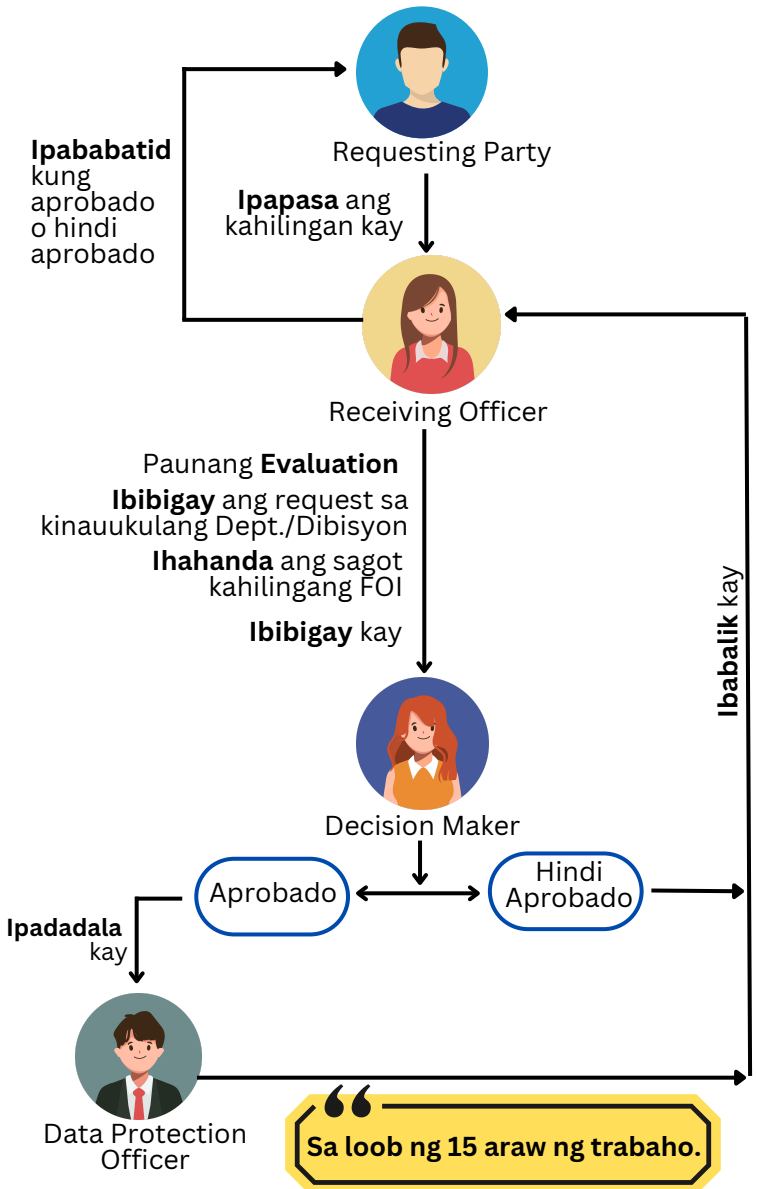 Requesting Party
Ipababatid
kung
aprobado
o hindi
aprobado
Ipapasa ang
kahilingan kay
Receiving Officer
Paunang Evaluation
Ibibigay ang request sa
kinauukulang Dept./Dibisyon
Ihahanda ang sagot
kahilingang FOI
Ibibigay kay
Ibabalik kay
Decision Maker
Aprobado
Hindi
Aprobado
Ipadadala
kay
Data Protection
Officer
“
Sa loob ng 15 araw ng trabaho.